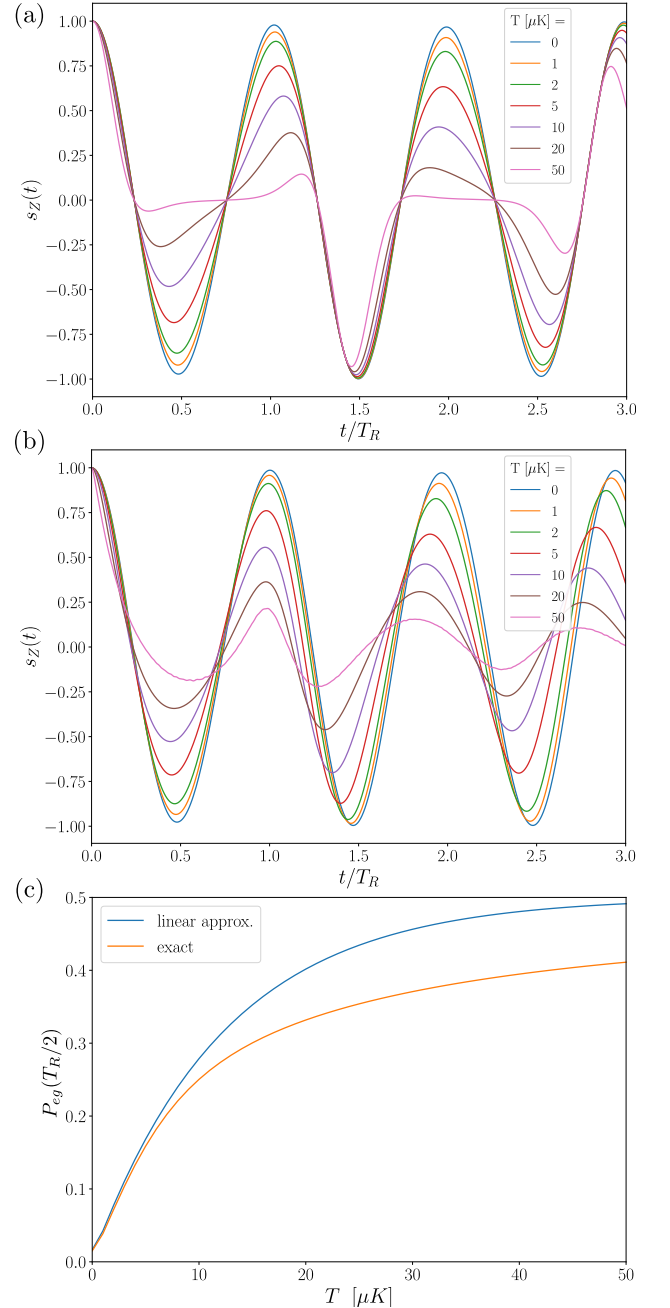 (a)
T [μK] =
0
1
2
5
10
20
50
1.00
0.75
0.50
0.25
0.00
−0.25
−0.50
−0.75
−1.00
s_Z(t)
0.0 0.5 1.0 1.5 2.0 2.5 3.0
t/T_R
(b)
T [μK] =
0
1
2
5
10
20
50
1.00
0.75
0.50
0.25
0.00
−0.25
−0.50
−0.75
−1.00
s_Z(t)
0.0 0.5 1.0 1.5 2.0 2.5 3.0
t/T_R
(c)
linear approx.
exact
0.5
0.4
0.3
0.2
0.1
0.0
P_{eg}(T_R/2)
0 10 20 30 40 50
T [μK]